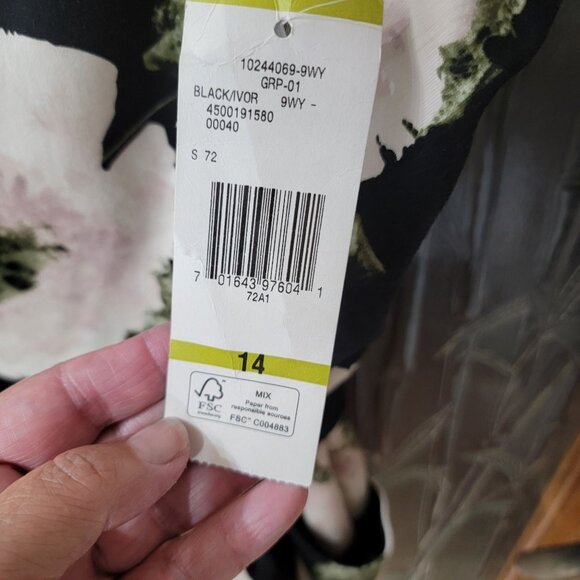 10244069-9WY
GRP-01
BLACK/IVOR 9WY -
4500191580
00040
S 72
7 01643 97604 1
72A1
14
FSC
MIX
Paper from
responsible sources
FSC™ C004883